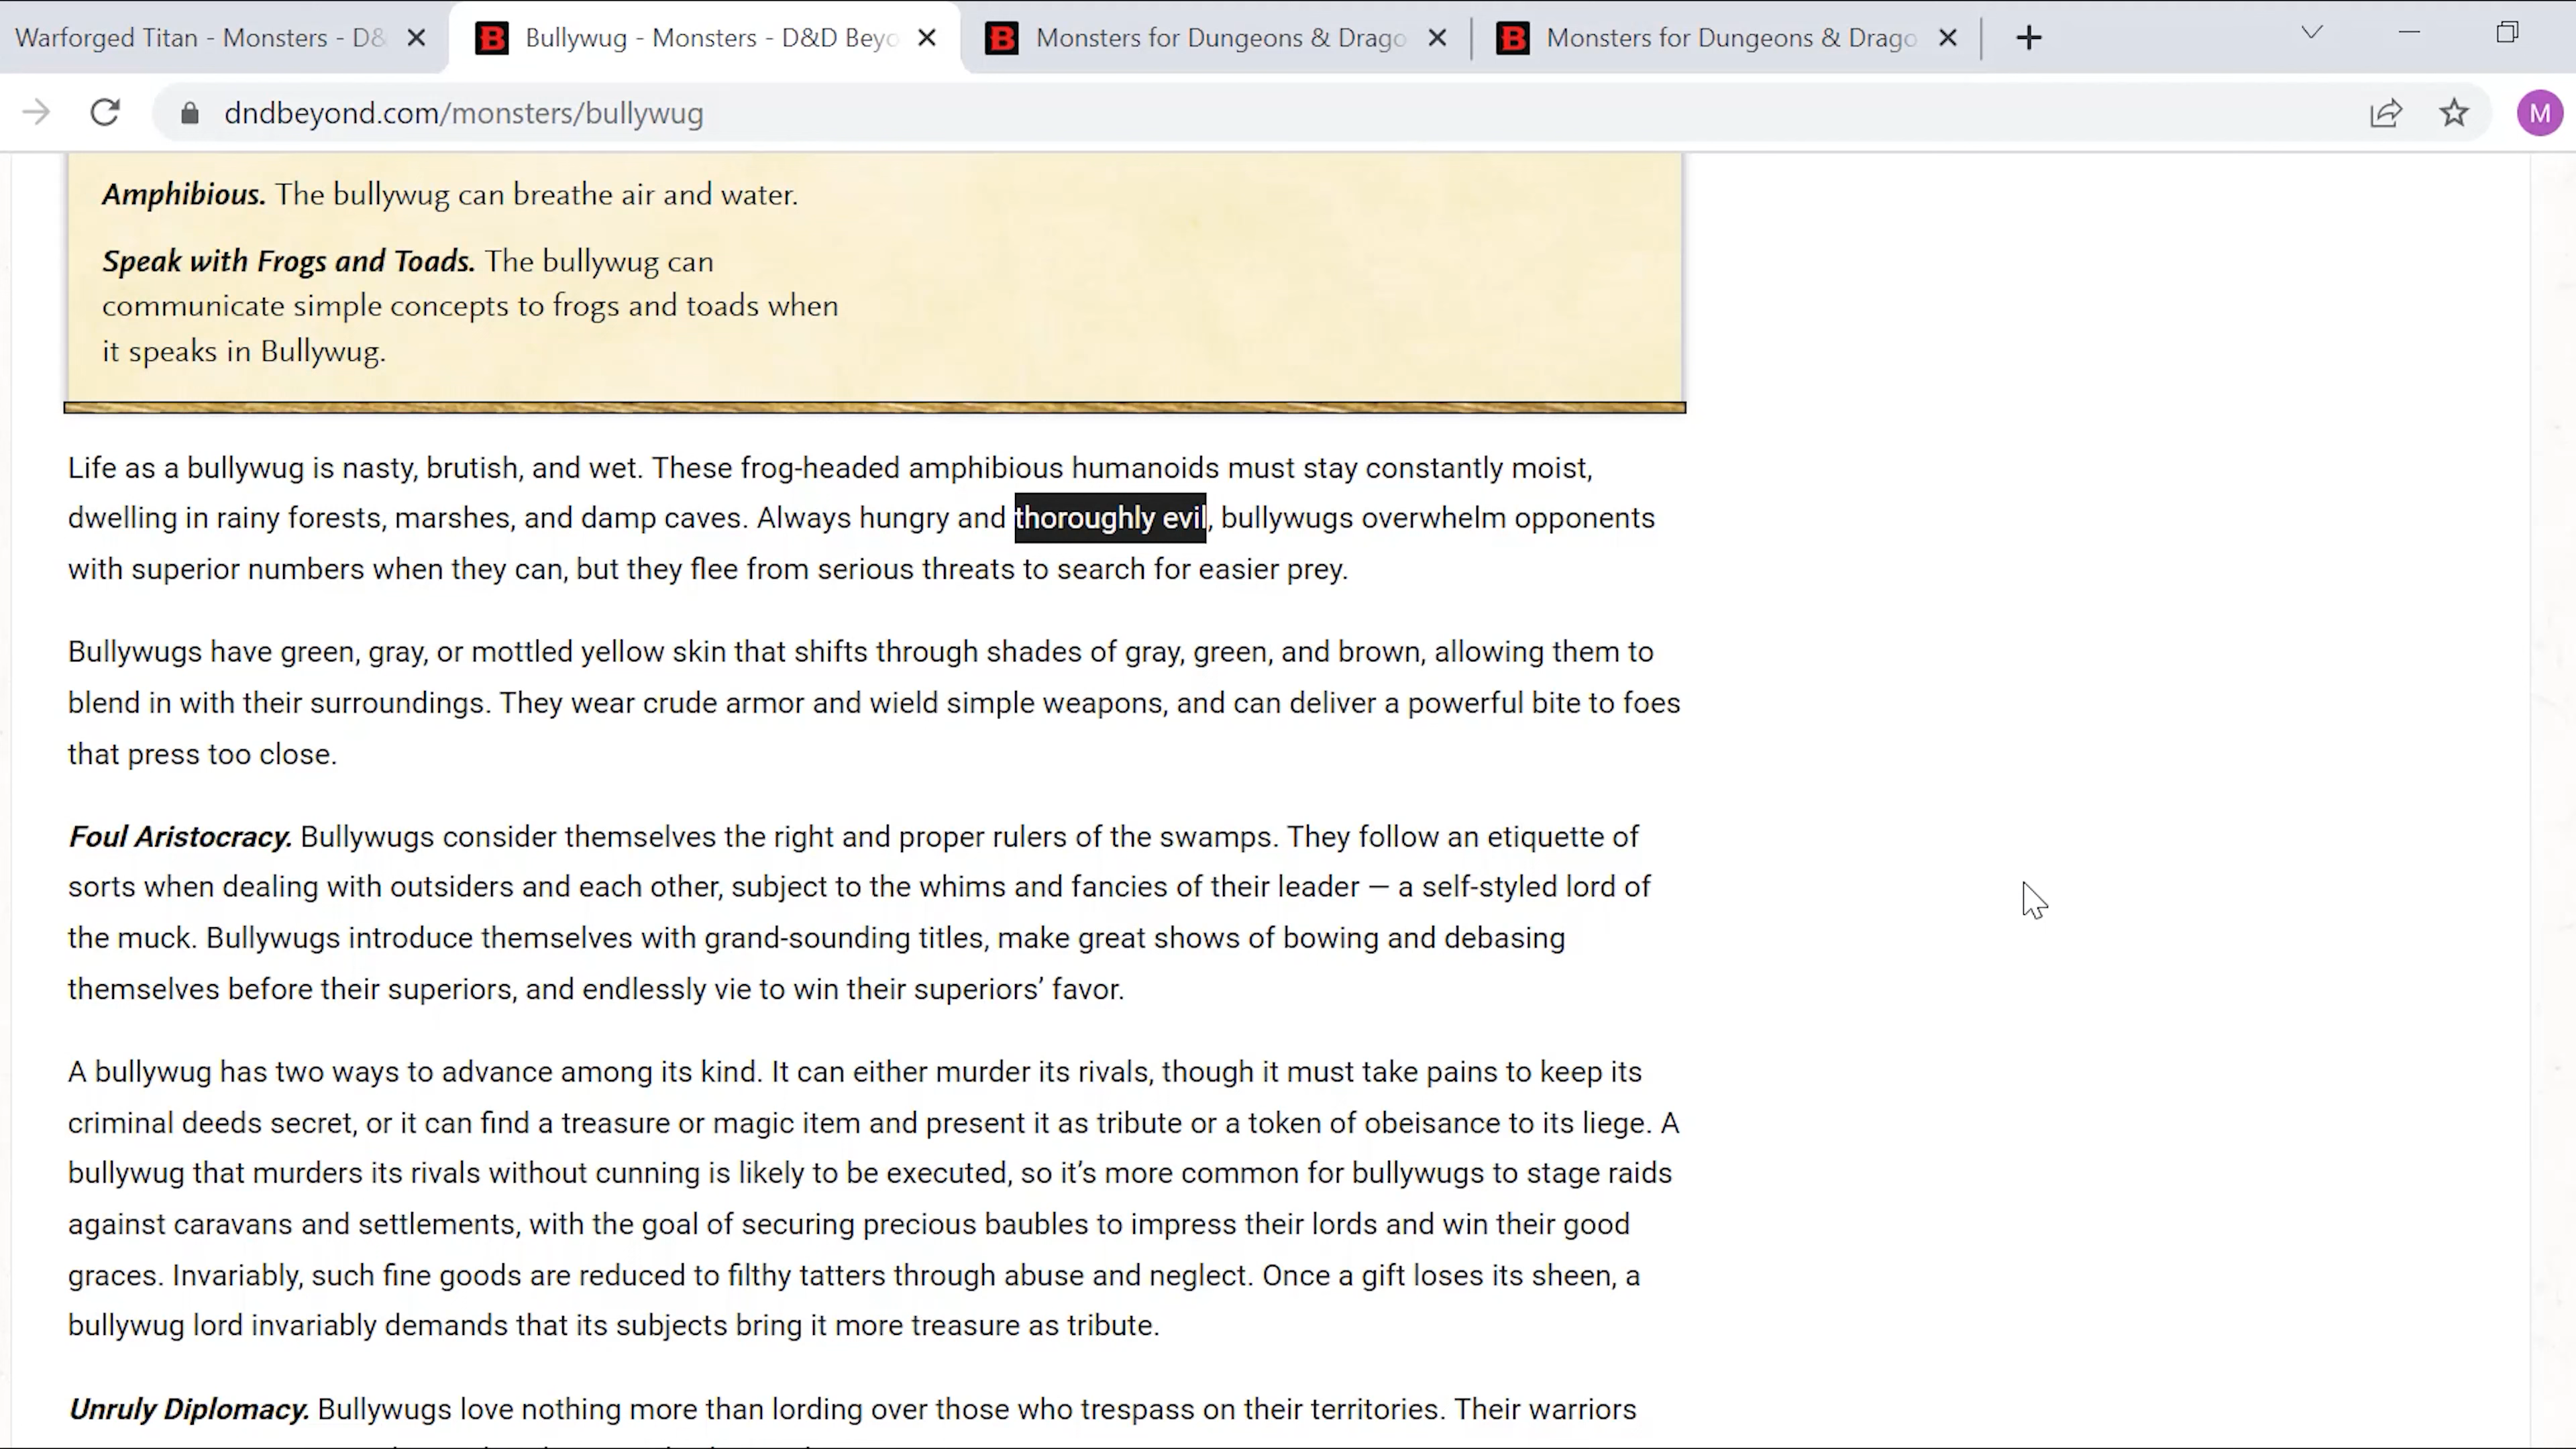 Warforged Titan - Monsters - D&
Bullywug - Monsters - D&D Beyo
Monsters for Dungeons & Drago
Monsters for Dungeons & Drago
dndbeyond.com/monsters/bullywug
M
Amphibious. The bullywug can breathe air and water.
Speak with Frogs and Toads. The bullywug can
communicate simple concepts to frogs and toads when
it speaks in Bullywug.
Life as a bullywug is nasty, brutish, and wet. These frog-headed amphibious humanoids must stay constantly moist,
dwelling in rainy forests, marshes, and damp caves. Always hungry and thoroughly evil, bullywugs overwhelm opponents
with superior numbers when they can, but they flee from serious threats to search for easier prey.
Bullywugs have green, gray, or mottled yellow skin that shifts through shades of gray, green, and brown, allowing them to
blend in with their surroundings. They wear crude armor and wield simple weapons, and can deliver a powerful bite to foes
that press too close.
Foul Aristocracy. Bullywugs consider themselves the right and proper rulers of the swamps. They follow an etiquette of
sorts when dealing with outsiders and each other, subject to the whims and fancies of their leader — a self-styled lord of
the muck. Bullywugs introduce themselves with grand-sounding titles, make great shows of bowing and debasing
themselves before their superiors, and endlessly vie to win their superiors’ favor.
A bullywug has two ways to advance among its kind. It can either murder its rivals, though it must take pains to keep its
criminal deeds secret, or it can find a treasure or magic item and present it as tribute or a token of obeisance to its liege. A
bullywug that murders its rivals without cunning is likely to be executed, so it’s more common for bullywugs to stage raids
against caravans and settlements, with the goal of securing precious baubles to impress their lords and win their good
graces. Invariably, such fine goods are reduced to filthy tatters through abuse and neglect. Once a gift loses its sheen, a
bullywug lord invariably demands that its subjects bring it more treasure as tribute.
Unruly Diplomacy. Bullywugs love nothing more than lording over those who trespass on their territories. Their warriors